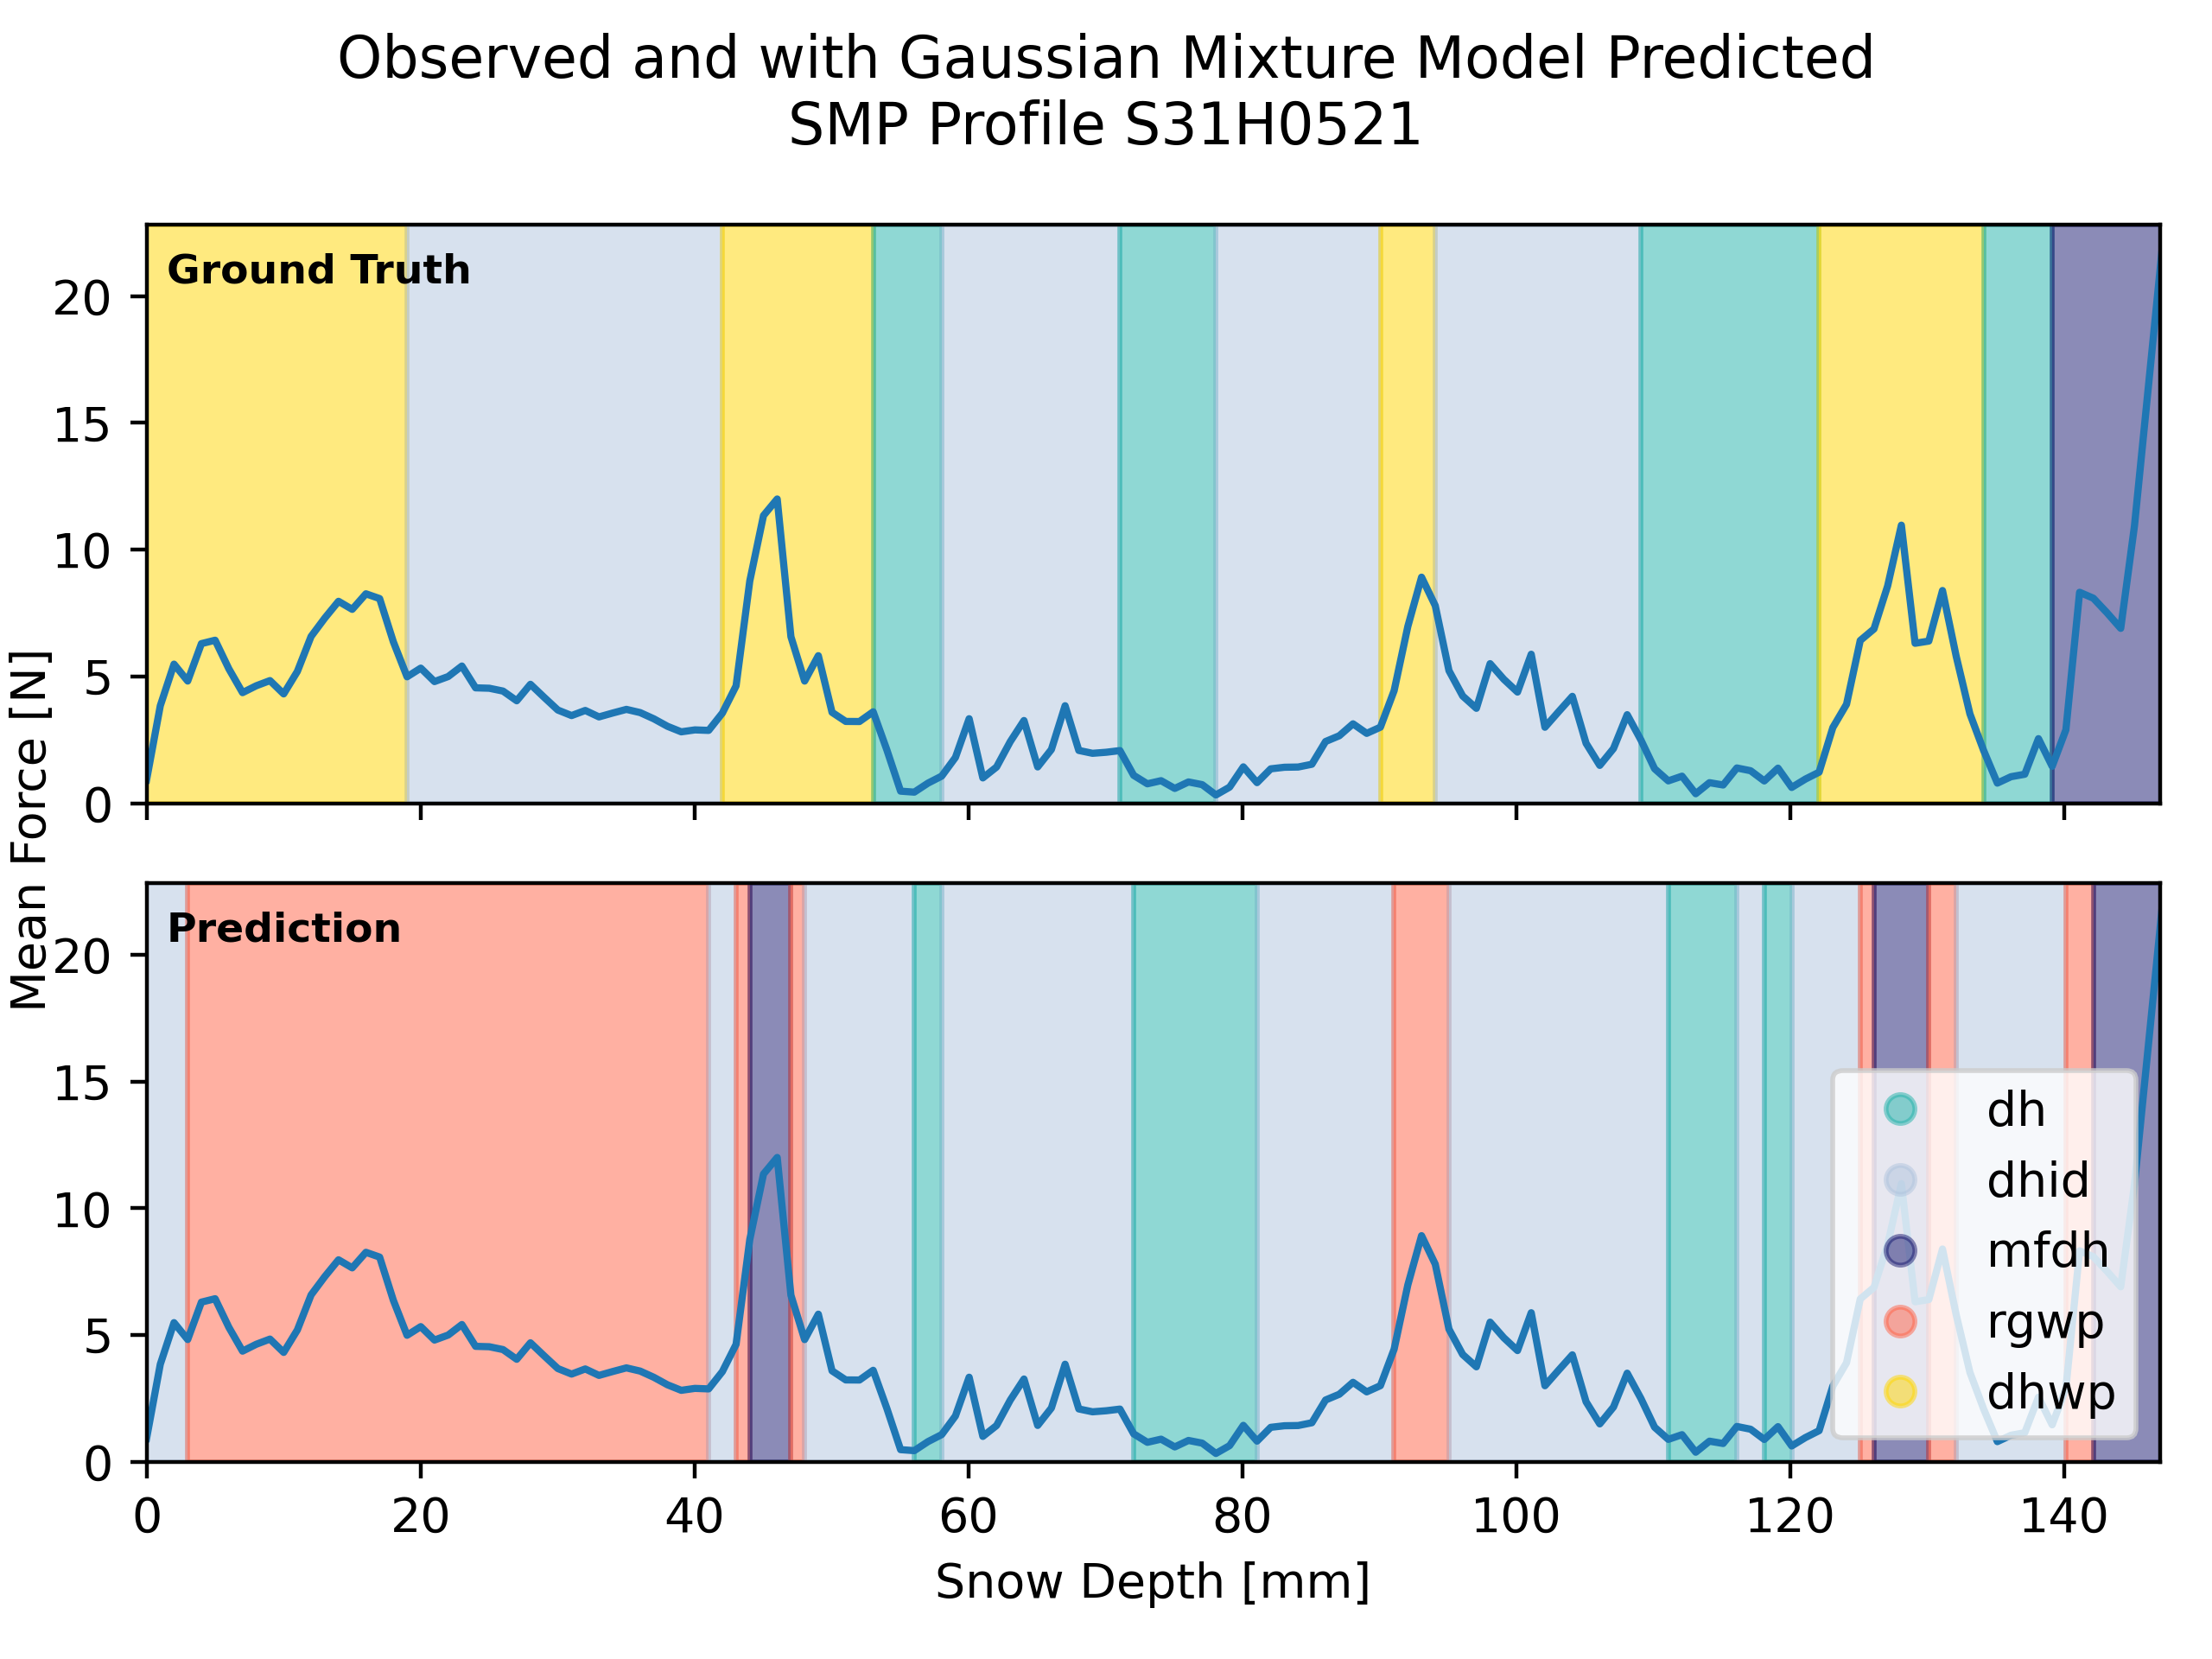 Observed and with Gaussian Mixture Model Predicted
SMP Profile S31H0521
Mean Force [N]
Ground Truth
20
15
10
5
0
Prediction
20
15
10
5
0
dh
dhid
mfdh
rgwp
dhwp
0 20 40 60 80 100 120 140
Snow Depth [mm]